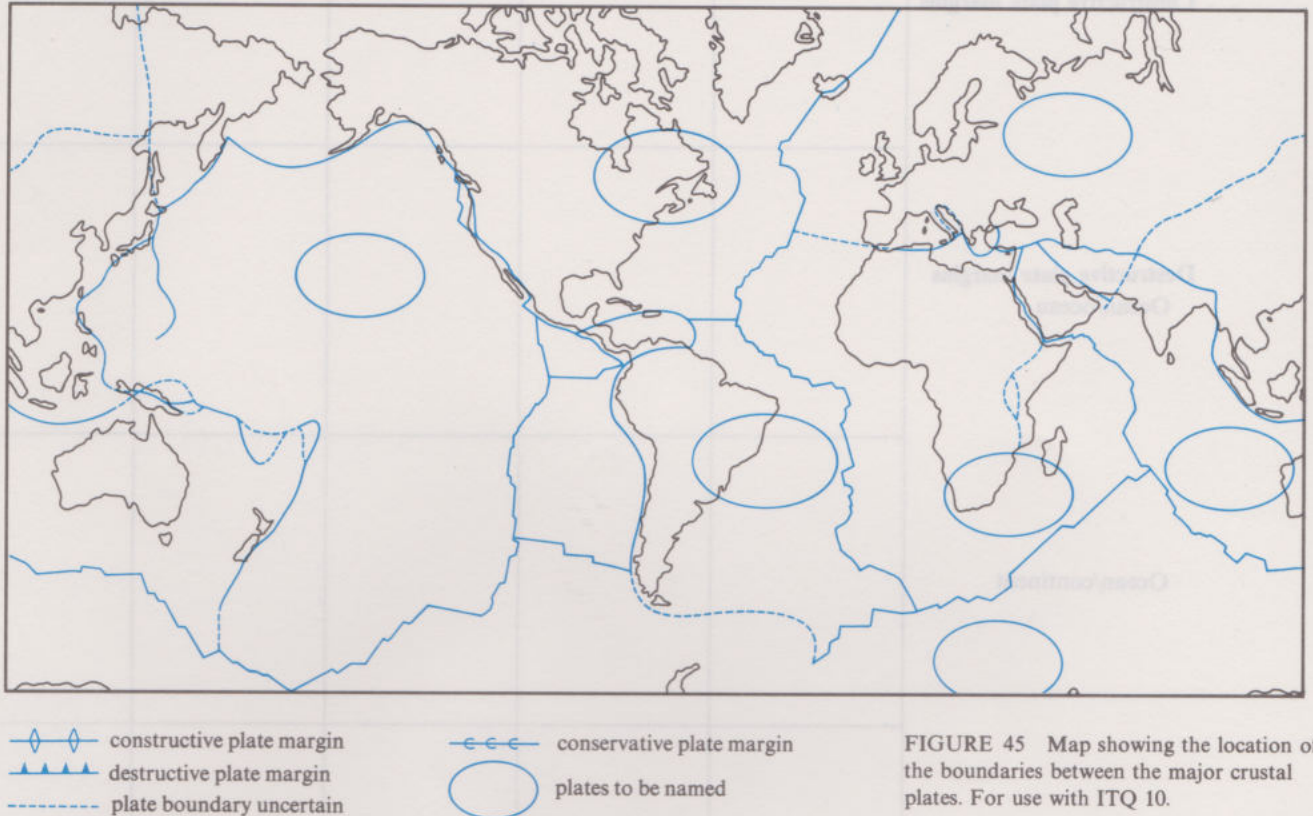 constructive plate margin
destructive plate margin
plate boundary uncertain
conservative plate margin
plates to be named
FIGURE 45 Map showing the location of
the boundaries between the major crustal
plates. For use with ITQ 10.